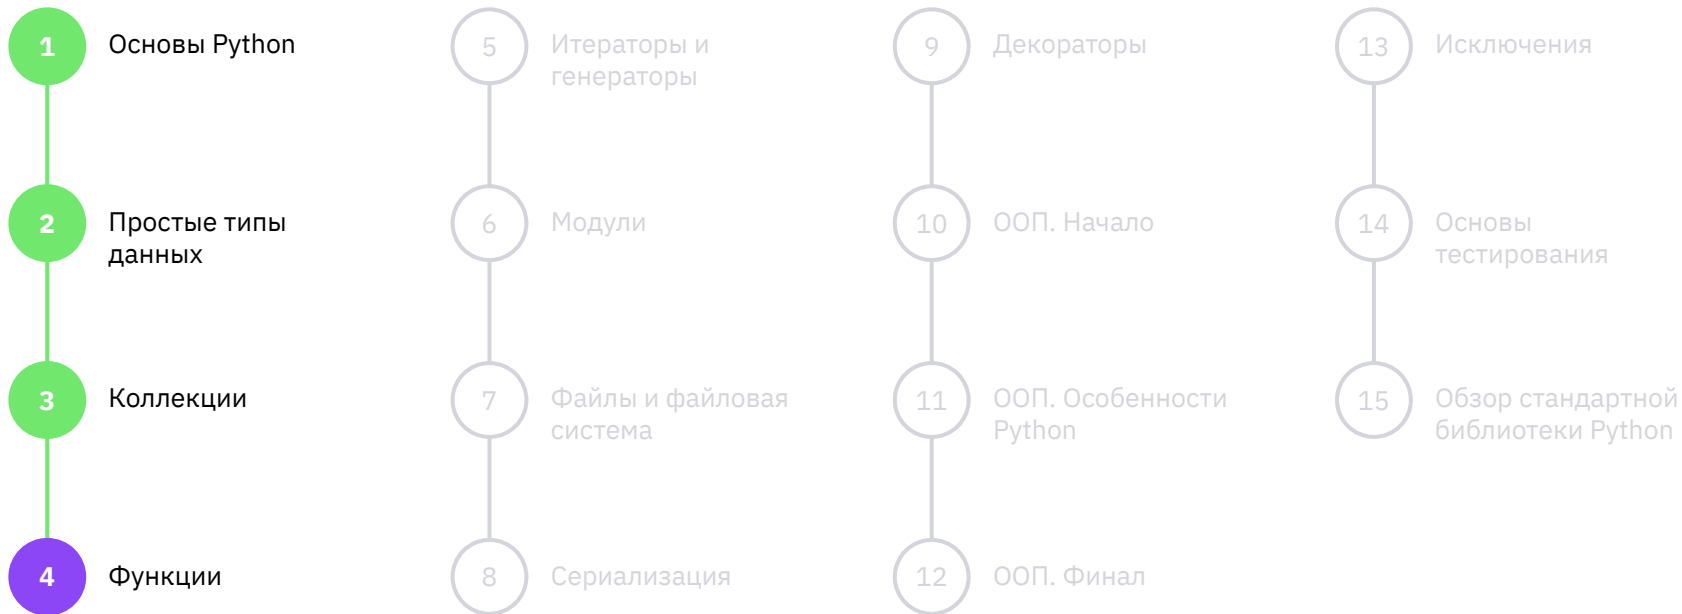 1 Основы Python
2 Простые типы
данных
3 Коллекции
4 Функции
5 Итераторы и
генераторы
6 Модули
7 Файлы и файловая
система
8 Сериализация
9 Декораторы
10 ООП. Начало
11 ООП. Особенности
Python
12 ООП. Финал
13 Исключения
14 Основы
тестирования
15 Обзор стандартной
библиотеки Python